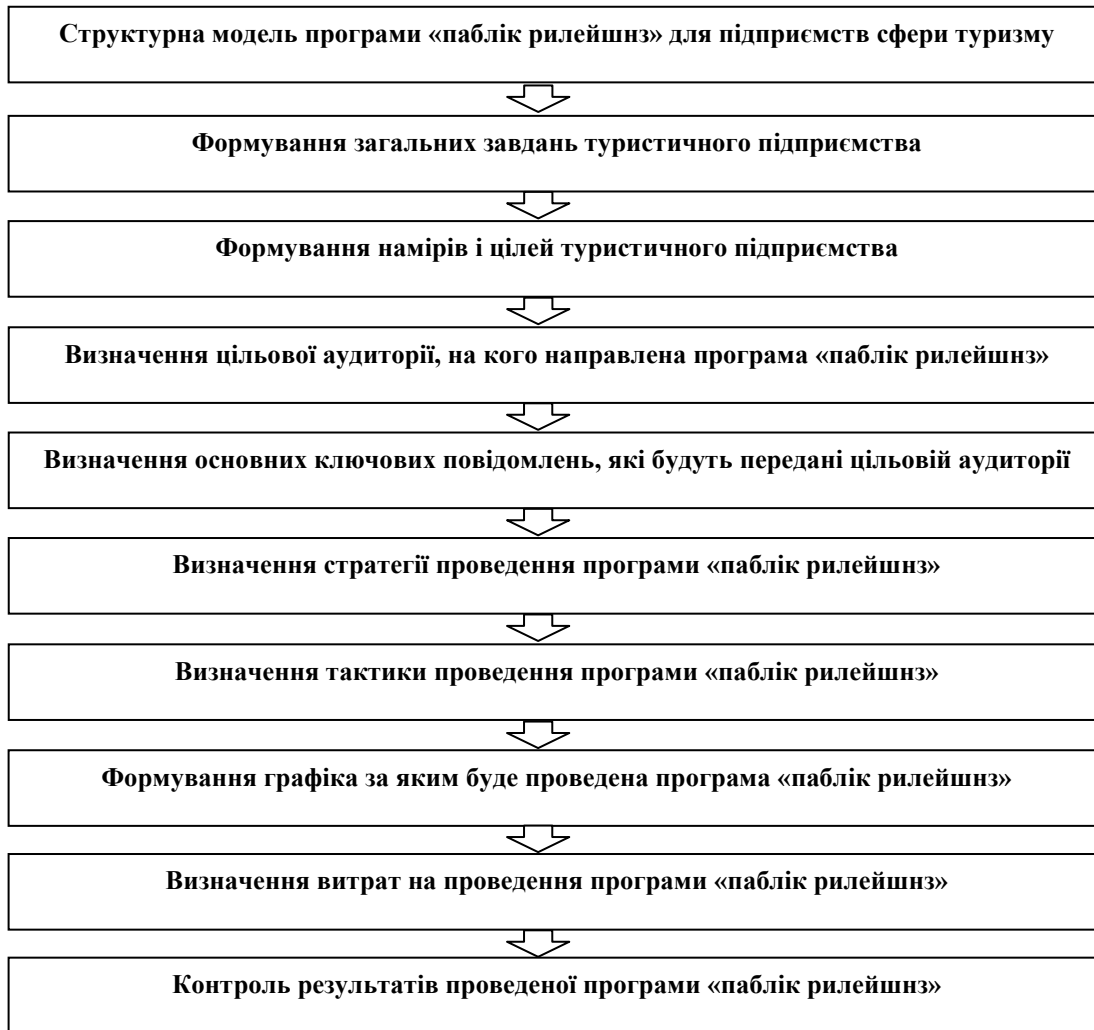 Структурна модель програми «паблік рилейшнз» для підприємств сфери туризму
Формування загальних завдань туристичного підприємства
Формування намірів і цілей туристичного підприємства
Визначення цільової аудиторії, на кого направлена програма «паблік рилейшнз»
Визначення основних ключових повідомлень, які будуть передані цільовій аудиторії
Визначення стратегії проведення програми «паблік рилейшнз»
Визначення тактики проведення програми «паблік рилейшнз»
Формування графіка за яким буде проведена програма «паблік рилейшнз»
Визначення витрат на проведення програми «паблік рилейшнз»
Контроль результатів проведеної програми «паблік рилейшнз»